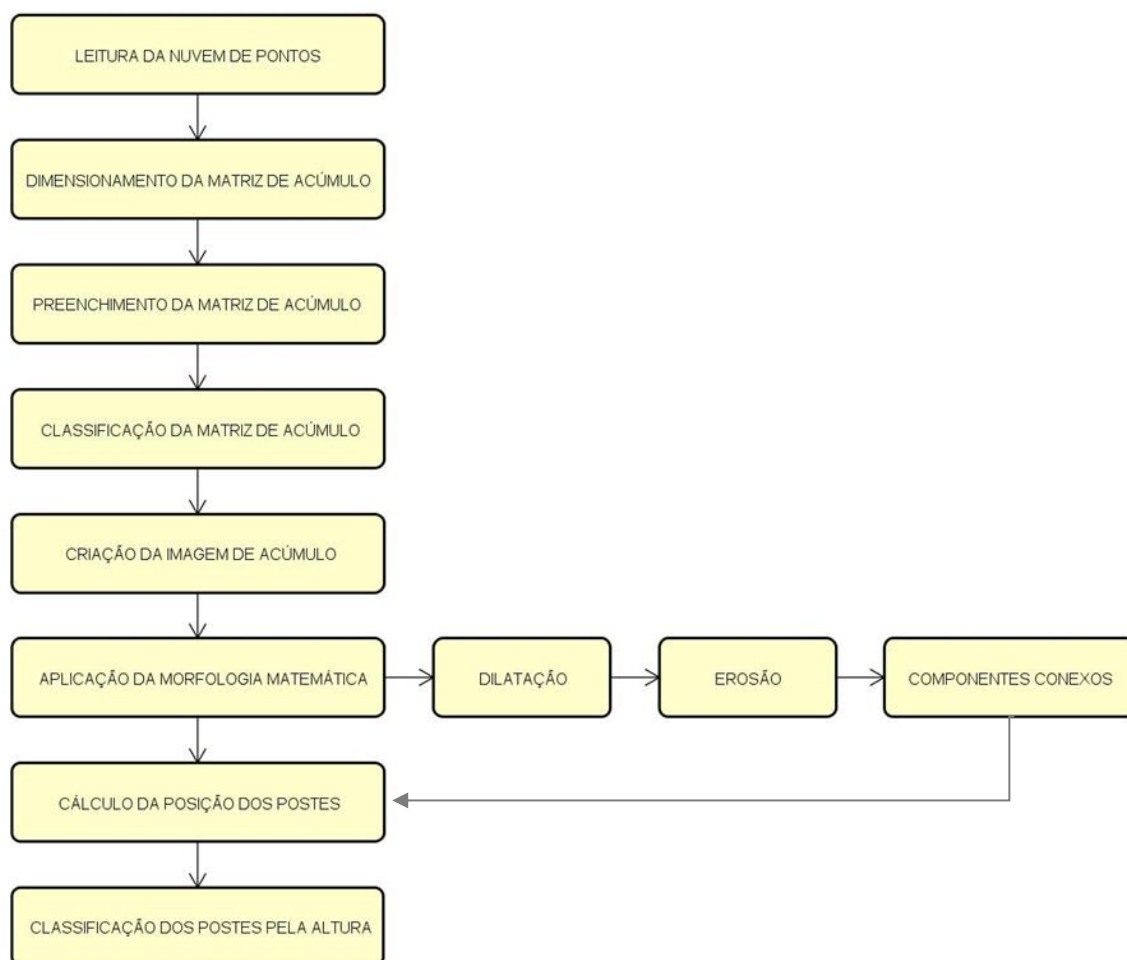 LEITURA DA NUVEM DE PONTOS
DIMENSIONAMENTO DA MATRIZ DE ACÚMULO
PREENCHIMENTO DA MATRIZ DE ACÚMULO
CLASSIFICAÇÃO DA MATRIZ DE ACÚMULO
CRIAÇÃO DA IMAGEM DE ACÚMULO
APLICAÇÃO DA MORFOLOGIA MATEMÁTICA
DILATAÇÃO
EROSÃO
COMPONENTES CONEXOS
CÁLCULO DA POSIÇÃO DOS POSTES
CLASSIFICAÇÃO DOS POSTES PELA ALTURA